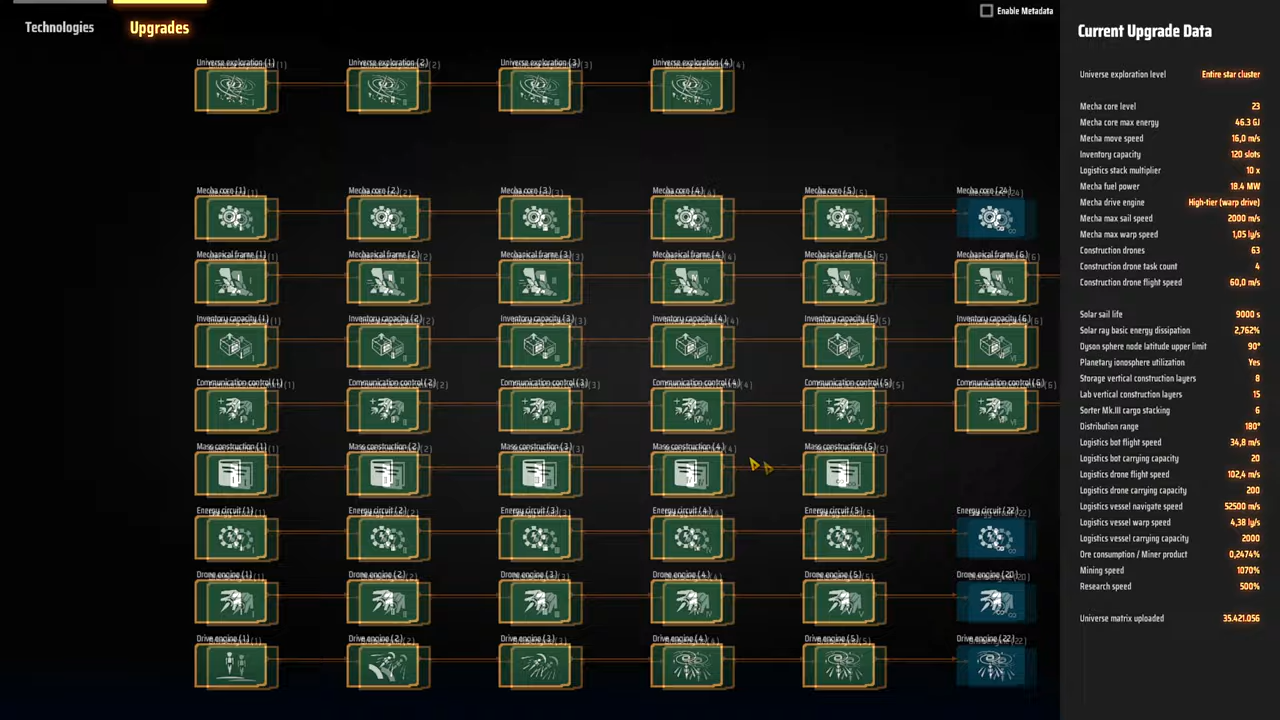 Technologies
Upgrades
Enable Metadata
Universe exploration (1)
Universe exploration (2)
Universe exploration (3)
Universe exploration (4)
Mecha core (1)
Mecha core (2)
Mecha core (3)
Mecha core (4)
Mecha core (5)
Mecha core (24)
Mechanical frame (1)
Mechanical frame (2)
Mechanical frame (3)
Mechanical frame (4)
Mechanical frame (5)
Mechanical frame (6)
Inventory capacity (1)
Inventory capacity (2)
Inventory capacity (3)
Inventory capacity (4)
Inventory capacity (5)
Inventory capacity (6)
Communication control (1)
Communication control (2)
Communication control (3)
Communication control (4)
Communication control (5)
Communication control (6)
Mass construction (1)
Mass construction (2)
Mass construction (3)
Mass construction (4)
Mass construction (5)
Energy circuit (1)
Energy circuit (2)
Energy circuit (3)
Energy circuit (4)
Energy circuit (5)
Energy circuit (22)
Drone engine (1)
Drone engine (2)
Drone engine (3)
Drone engine (4)
Drone engine (5)
Drone engine (20)
Drive engine (1)
Drive engine (2)
Drive engine (3)
Drive engine (4)
Drive engine (5)
Drive engine (22)
Current Upgrade Data
Universe exploration level Entire star cluster
Mecha core level 23
Mecha core max energy 46.3 GJ
Mecha move speed 16,0 m/s
Inventory capacity 120 slots
Logistics stack multiplier 10 x
Mecha fuel power 18.4 MW
Mecha drive engine High-tier (warp drive)
Mecha max sail speed 2000 m/s
Mecha max warp speed 1,05 ly/s
Construction drones 63
Construction drone task count 4
Construction drone flight speed 60,0 m/s
Solar sail life 9000 s
Solar ray basic energy dissipation 2,762%
Dyson sphere node latitude upper limit 90°
Planetary ionosphere utilization Yes
Storage vertical construction layers 8
Lab vertical construction layers 15
Sorter Mk.III cargo stacking 6
Distribution range 180°
Logistics bot flight speed 34,8 m/s
Logistics bot carrying capacity 20
Logistics drone flight speed 102,4 m/s
Logistics drone carrying capacity 200
Logistics vessel navigate speed 52500 m/s
Logistics vessel warp speed 4,38 ly/s
Logistics vessel carrying capacity 2000
Ore consumption / Miner product 0,2474%
Mining speed 1070%
Research speed 500%
Universe matrix uploaded 35.421.056